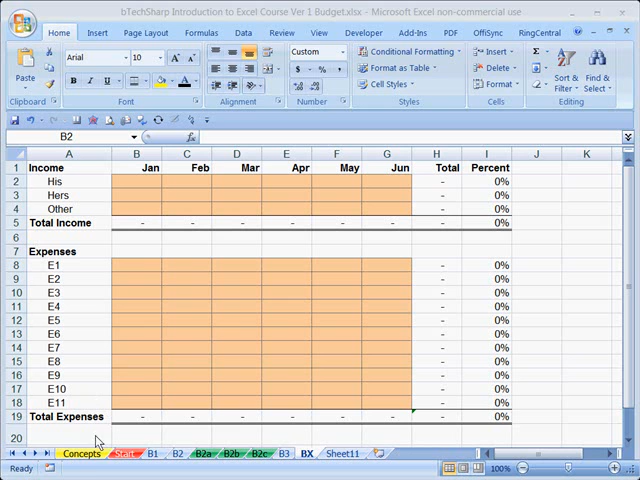 bTechSharp Introduction to Excel Course Ver 1 Budget.xlsx - Microsoft Excel non-commercial use
Home Insert Page Layout Formulas Data Review View Developer Add-Ins PDF OffiSync RingCentral
Paste
Arial 10
B I U
Custom
$ % ,
Conditional Formatting
Format as Table
Cell Styles
Insert
Delete
Format
Σ
Sort & Filter
Find & Select
Clipboard Font Alignment Number Styles Cells Editing
B2 fx
A B C D E F G H I J K
1 Income Jan Feb Mar Apr May Jun Total Percent
2 His - 0%
3 Hers - 0%
4 Other - 0%
5 Total Income - - - - - - - 0%
6
7 Expenses
8 E1 - 0%
9 E2 - 0%
10 E3 - 0%
11 E4 - 0%
12 E5 - 0%
13 E6 - 0%
14 E7 - 0%
15 E8 - 0%
16 E9 - 0%
17 E10 - 0%
18 E11 - 0%
19 Total Expenses - - - - - - - 0%
20
Concepts Start B1 B2 B2a B2b B2c B3 BX Sheet11
Ready 100%